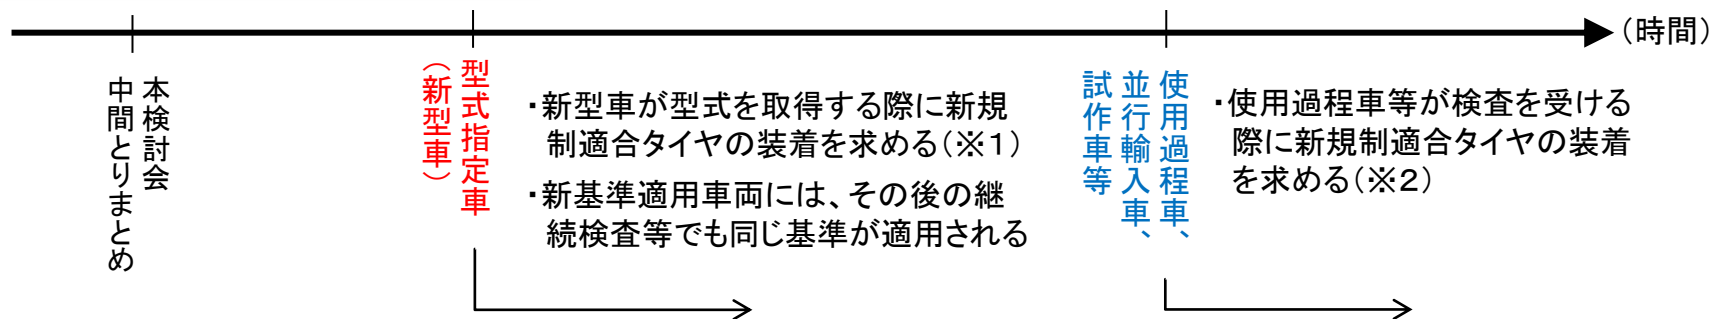 (時間)
本検討会
中間とりまとめ
型式指定車
(新型車)
・新型車が型式を取得する際に新規
制適合タイヤの装着を求める(※1)
・新基準適用車両には、その後の継
続検査等でも同じ基準が適用される
使用過程車、
並行輸入車、
試作車等
・使用過程車等が検査を受ける
際に新規制適合タイヤの装着
を求める(※2)